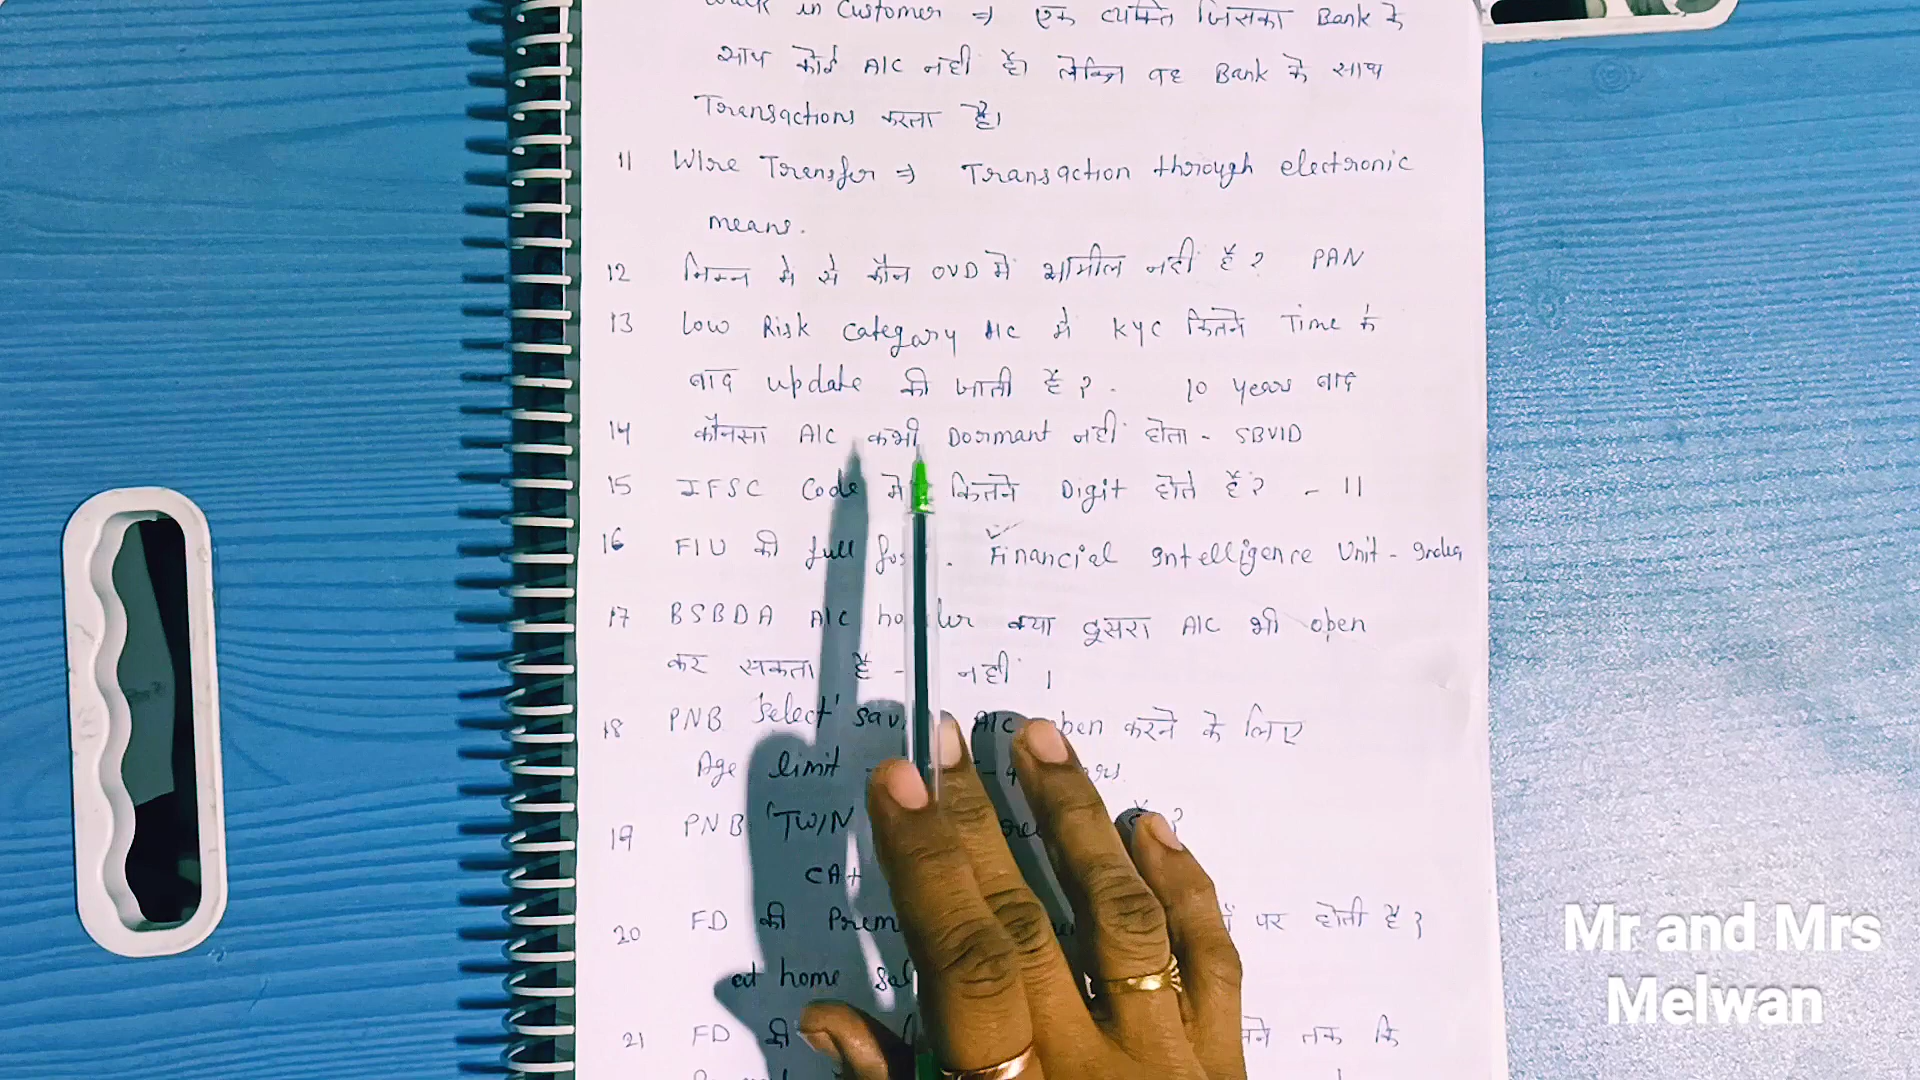 in Customer ⇒ एक व्यक्ति जिसका Bank के
साथ कोई A/C नही है। लेकिन वह Bank के साथ
Transactions करता है।
11 Wire Transfer ⇒ Transaction through electronic
means.
12 निम्न मे से कौन OVD में शामील नहीं है ? PAN
13 Low Risk Category A/C में KYC कितने Time के
बाद update की जाती है ? . 10 years बाद
14 कौनसा A/C कभी Dormant नहीं होता - SBVID
15 IFSC Code में कितने Digit होते हैं ? - 11
16 FIU की full . Financial Intelligence Unit - India
17 BSBDA A/C क्या दूसरा A/C भी open
कर सकता है - नहीं ।
18 PNB 'select' A/C करने के लिए
Age limit
19 PNB 'TWIN ?
CA+
20 FD की पर होती है ?
at home
21 FD की तक कि
Mr and Mrs
Melwan